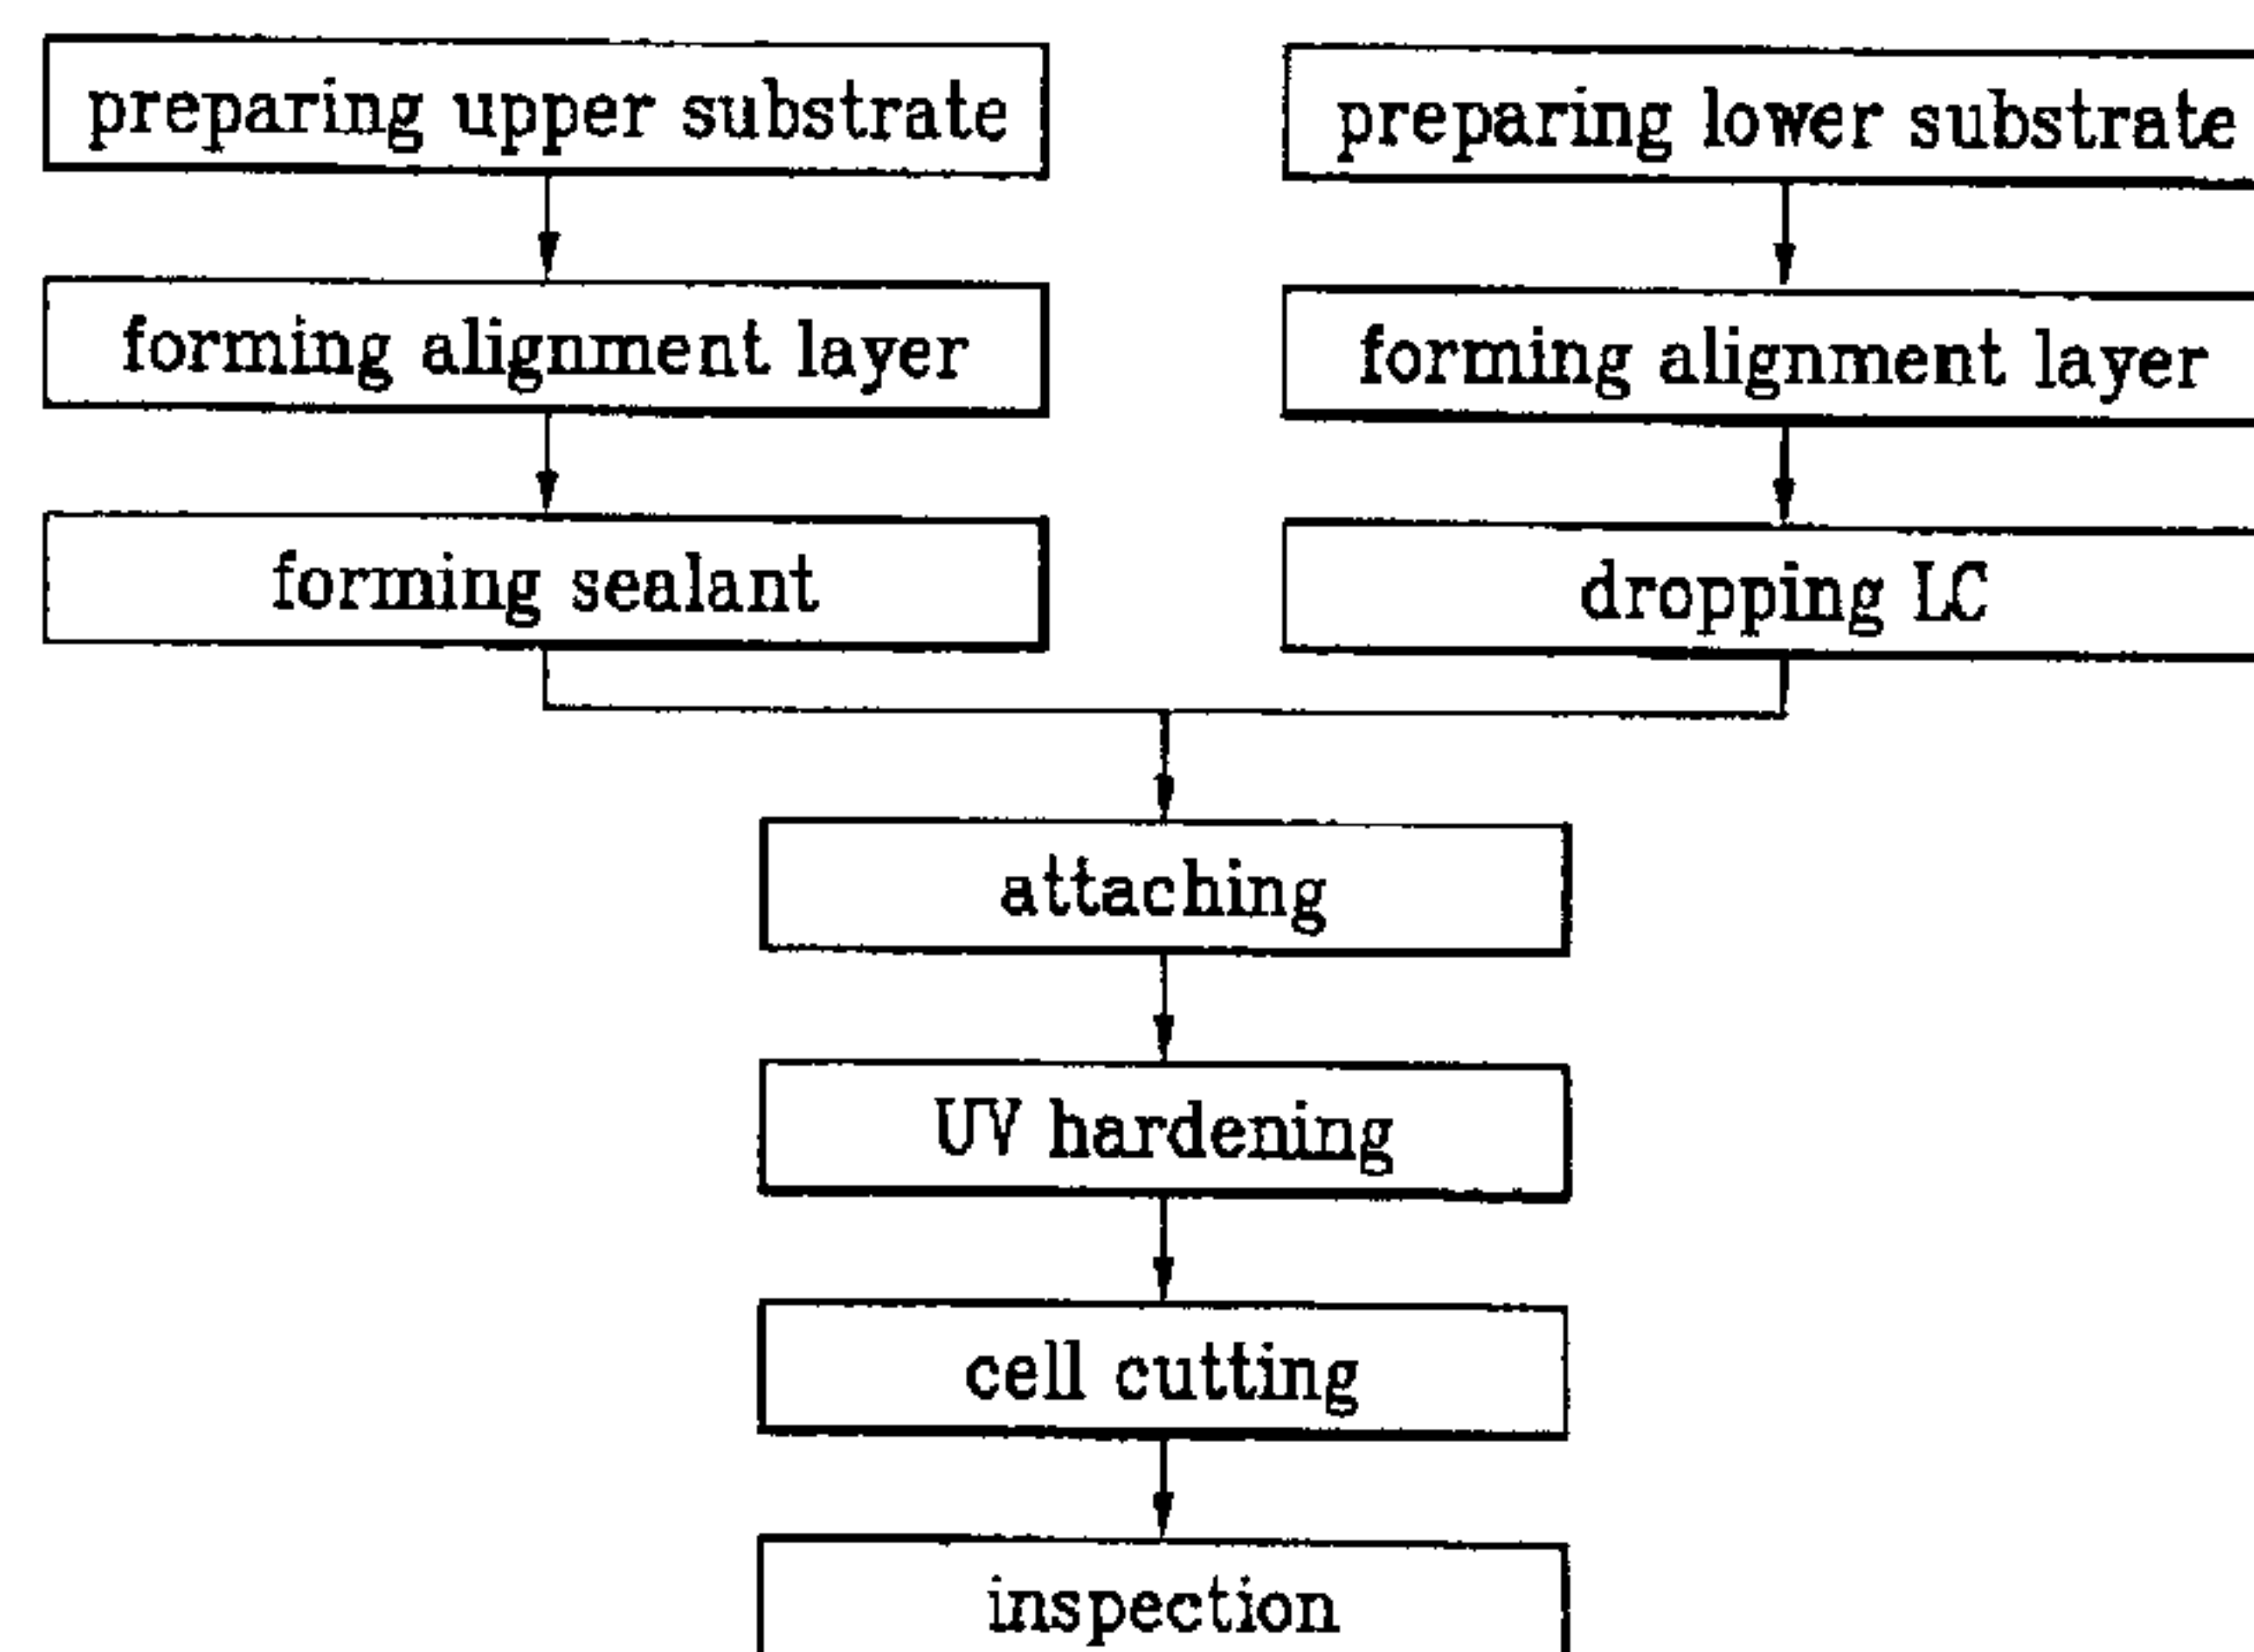 preparing upper substrate
preparing lower substrate
forming alignment layer
forming alignment layer
forming sealant
dropping LC
attaching
UV hardening
cell cutting
inspection